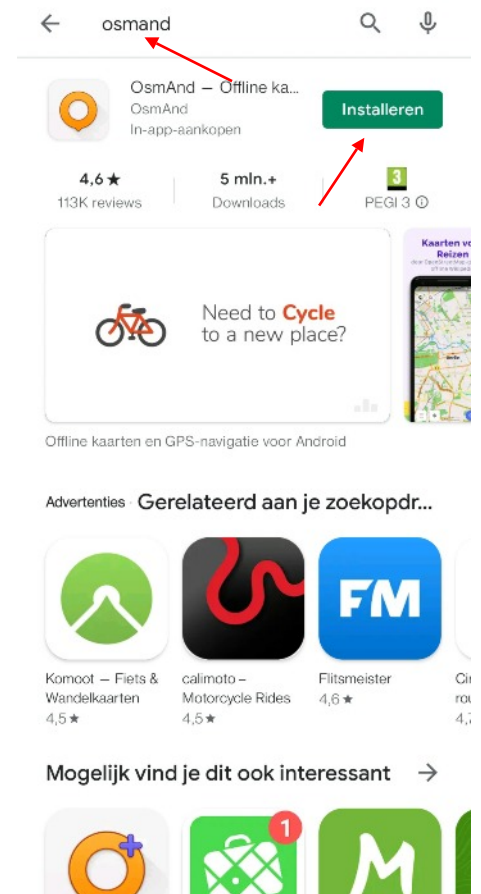 osmand
OsmAnd – Offline ka...
OsmAnd
In-app-aankopen
Installeren
4,6 ★
5 mln.+
3
113K reviews
Downloads
PEGI 3
Need to Cycle
to a new place?
Kaarten vo
Reizen
Offline kaarten en GPS-navigatie voor Android
Advertenties · Gerelateerd aan je zoekopdr...
FM
Komoot – Fiets &
Wandelkaarten
4,5 ★
calimoto –
Motorcycle Rides
4,5 ★
Flitsmeister
4,6 ★
Mogelijk vind je dit ook interessant
1